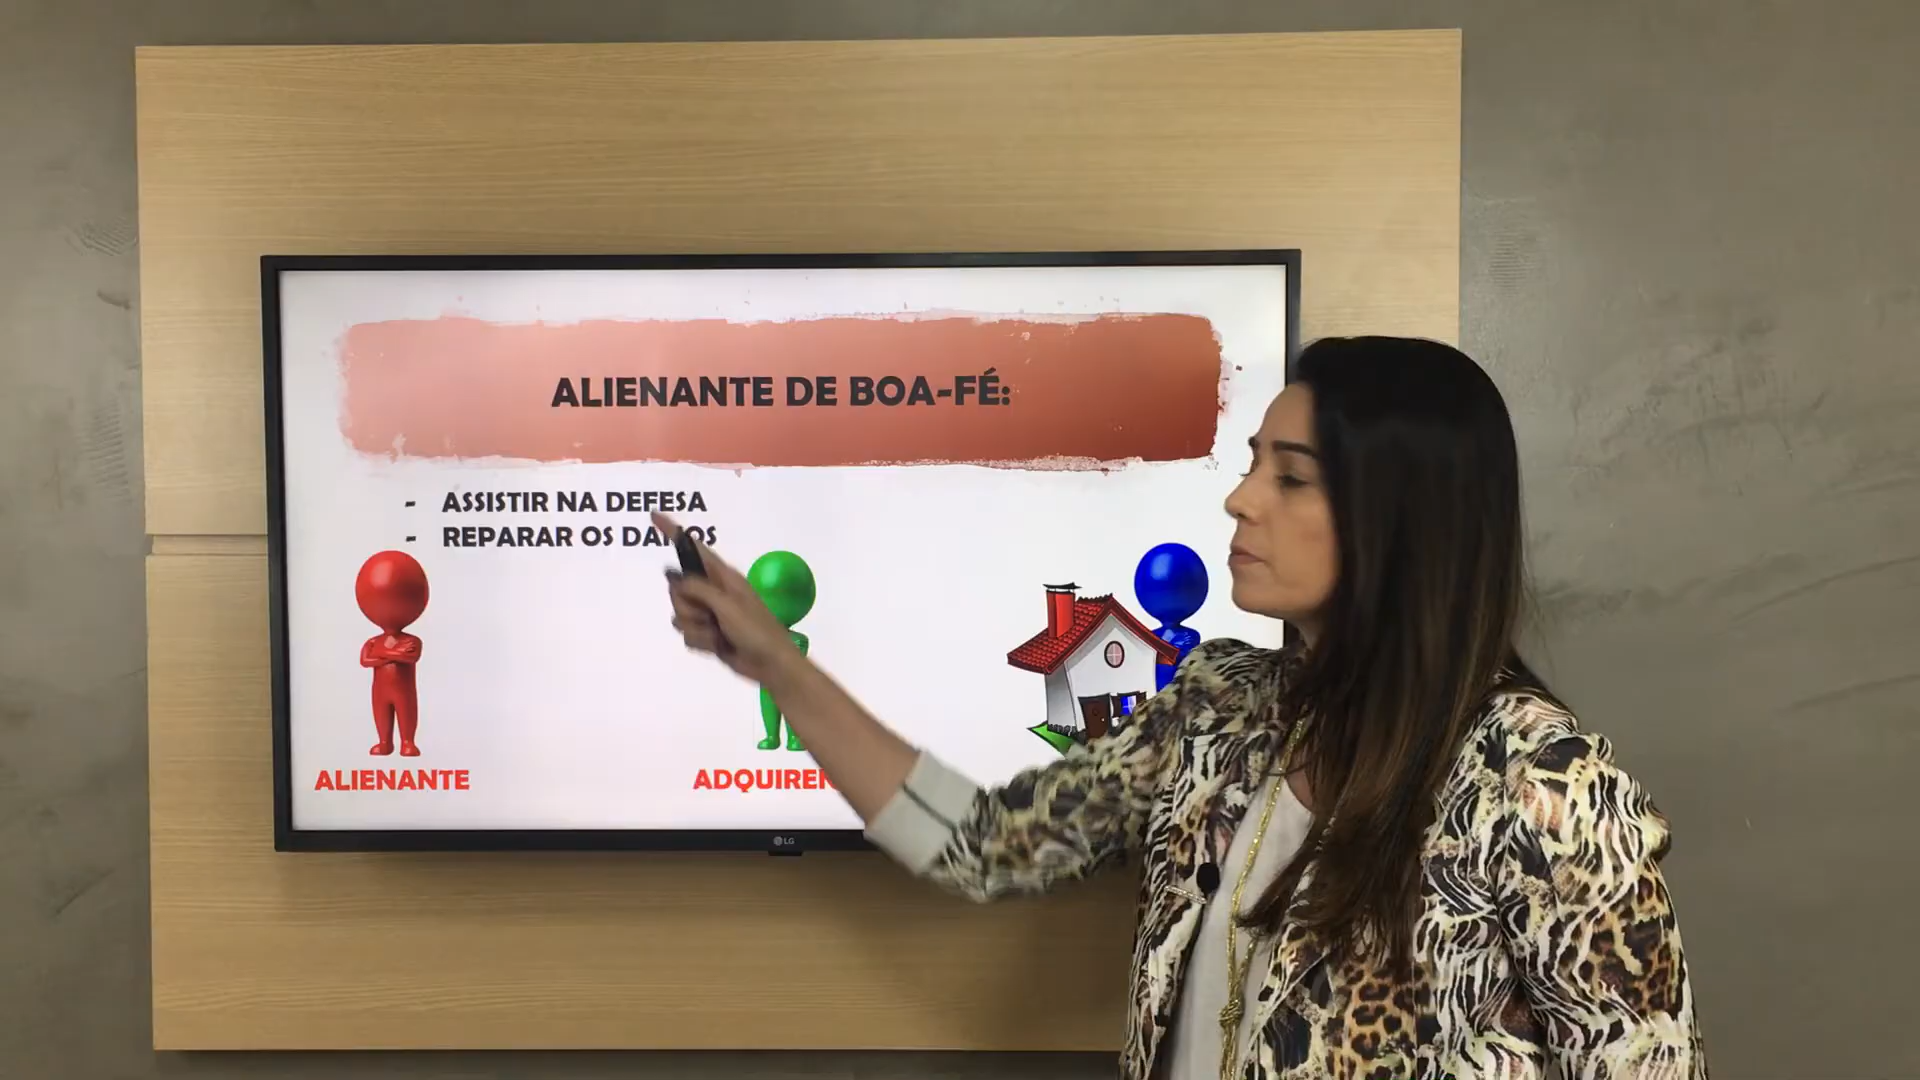 ALIENANTE DE BOA-FÉ:
- ASSISTIR NA DEFESA
- REPARAR OS
ALIENANTE
LG